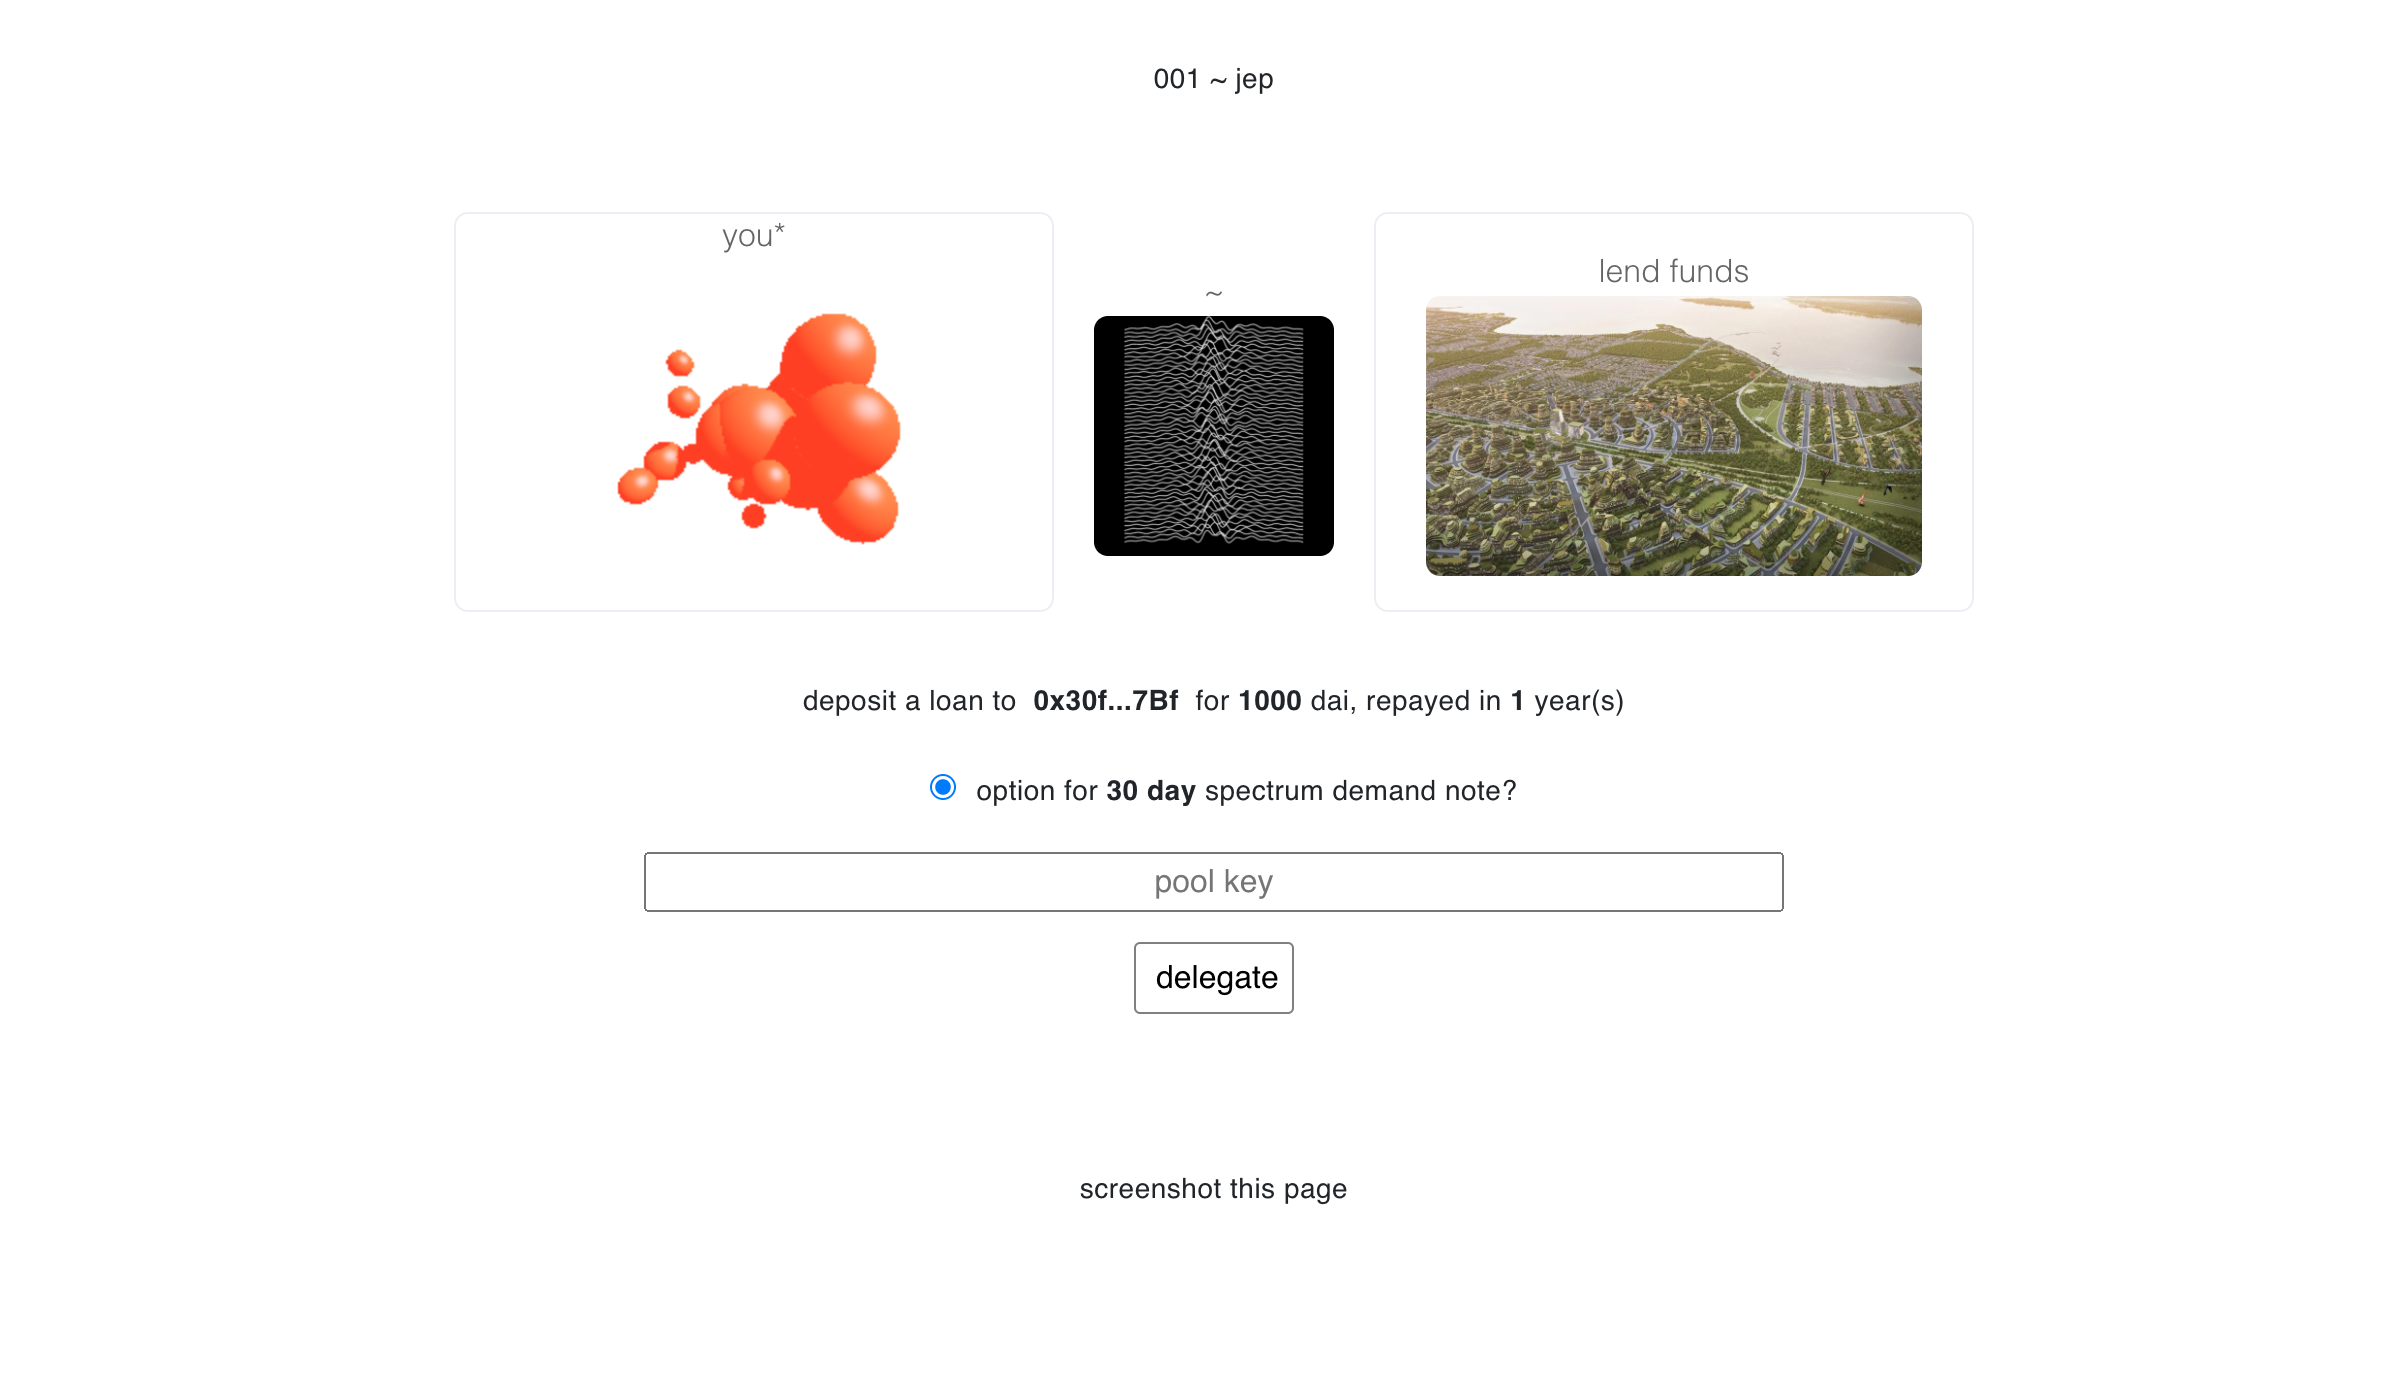 001 ~ jep
you*
~
lend funds
deposit a loan to 0x30f...7Bf for 1000 dai, repayed in 1 year(s)
option for 30 day spectrum demand note?
pool key
delegate
screenshot this page